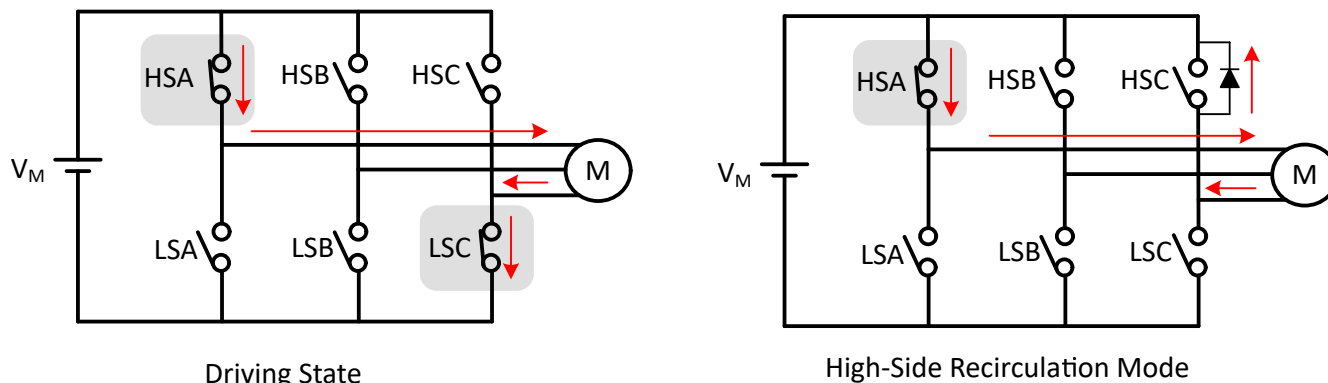 HSA HSB HSC
VM
M
LSA LSB LSC
Driving State
HSA HSB HSC
VM
M
LSA LSB LSC
High-Side Recirculation Mode